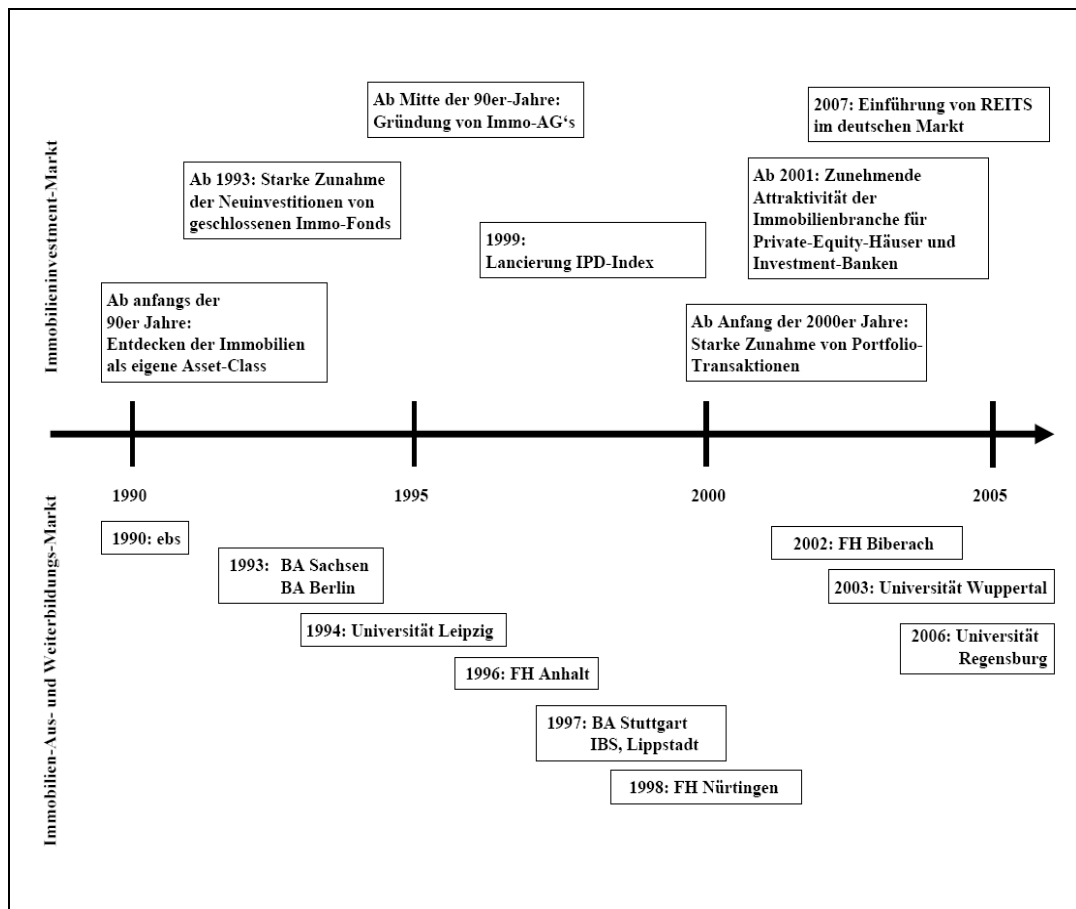 Immobilieninvestment-Markt
Ab Mitte der 90er-Jahre:
Gründung von Immo-AG‘s
2007: Einführung von REITS
im deutschen Markt
Ab 1993: Starke Zunahme
der Neuinvestitionen von
geschlossenen Immo-Fonds
Ab 2001: Zunehmende
Attraktivität der
Immobilienbranche für
Private-Equity-Häuser und
Investment-Banken
1999:
Lancierung IPD-Index
Ab anfangs der
90er Jahre:
Entdecken der Immobilien
als eigene Asset-Class
Ab Anfang der 2000er Jahre:
Starke Zunahme von Portfolio-
Transaktionen
1990 1995 2000 2005
Immobilien-Aus- und Weiterbildungs-Markt
1990: ebs
1993: BA Sachsen
BA Berlin
1994: Universität Leipzig
1996: FH Anhalt
1997: BA Stuttgart
IBS, Lippstadt
1998: FH Nürtingen
2002: FH Biberach
2003: Universität Wuppertal
2006: Universität
Regensburg